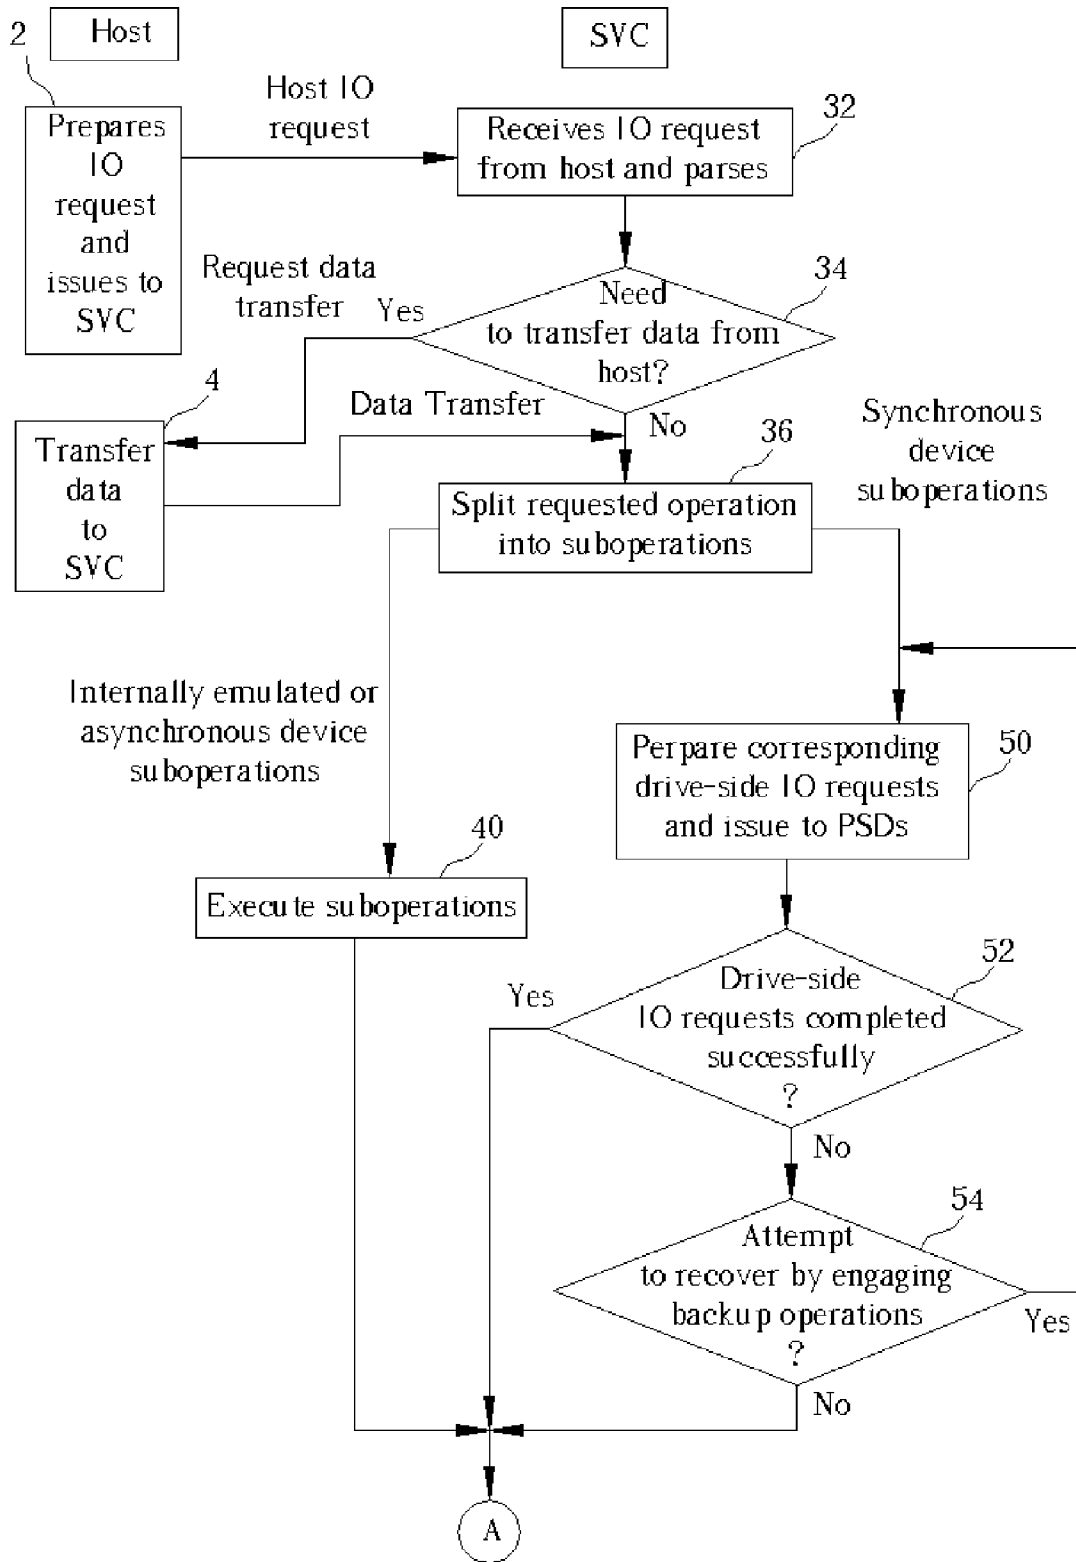 Host
SVC
2
Prepares
IO
request
and
issues to
SVC
Host IO
request
32
Receives IO request
from host and parses
Request data
transfer
Yes
34
Need
to transfer data from
host?
4
Transfer
data
to
SVC
Data Transfer
No
36
Split requested operation
into suboperations
Synchronous
device
suboperations
Internally emulated or
asynchronous device
suboperations
50
Perpare corresponding
drive-side IO requests
and issue to PSDs
40
Execute suboperations
52
Drive-side
IO requests completed
successfully
?
Yes
No
54
Attempt
to recover by engaging
backup operations
?
Yes
No
A